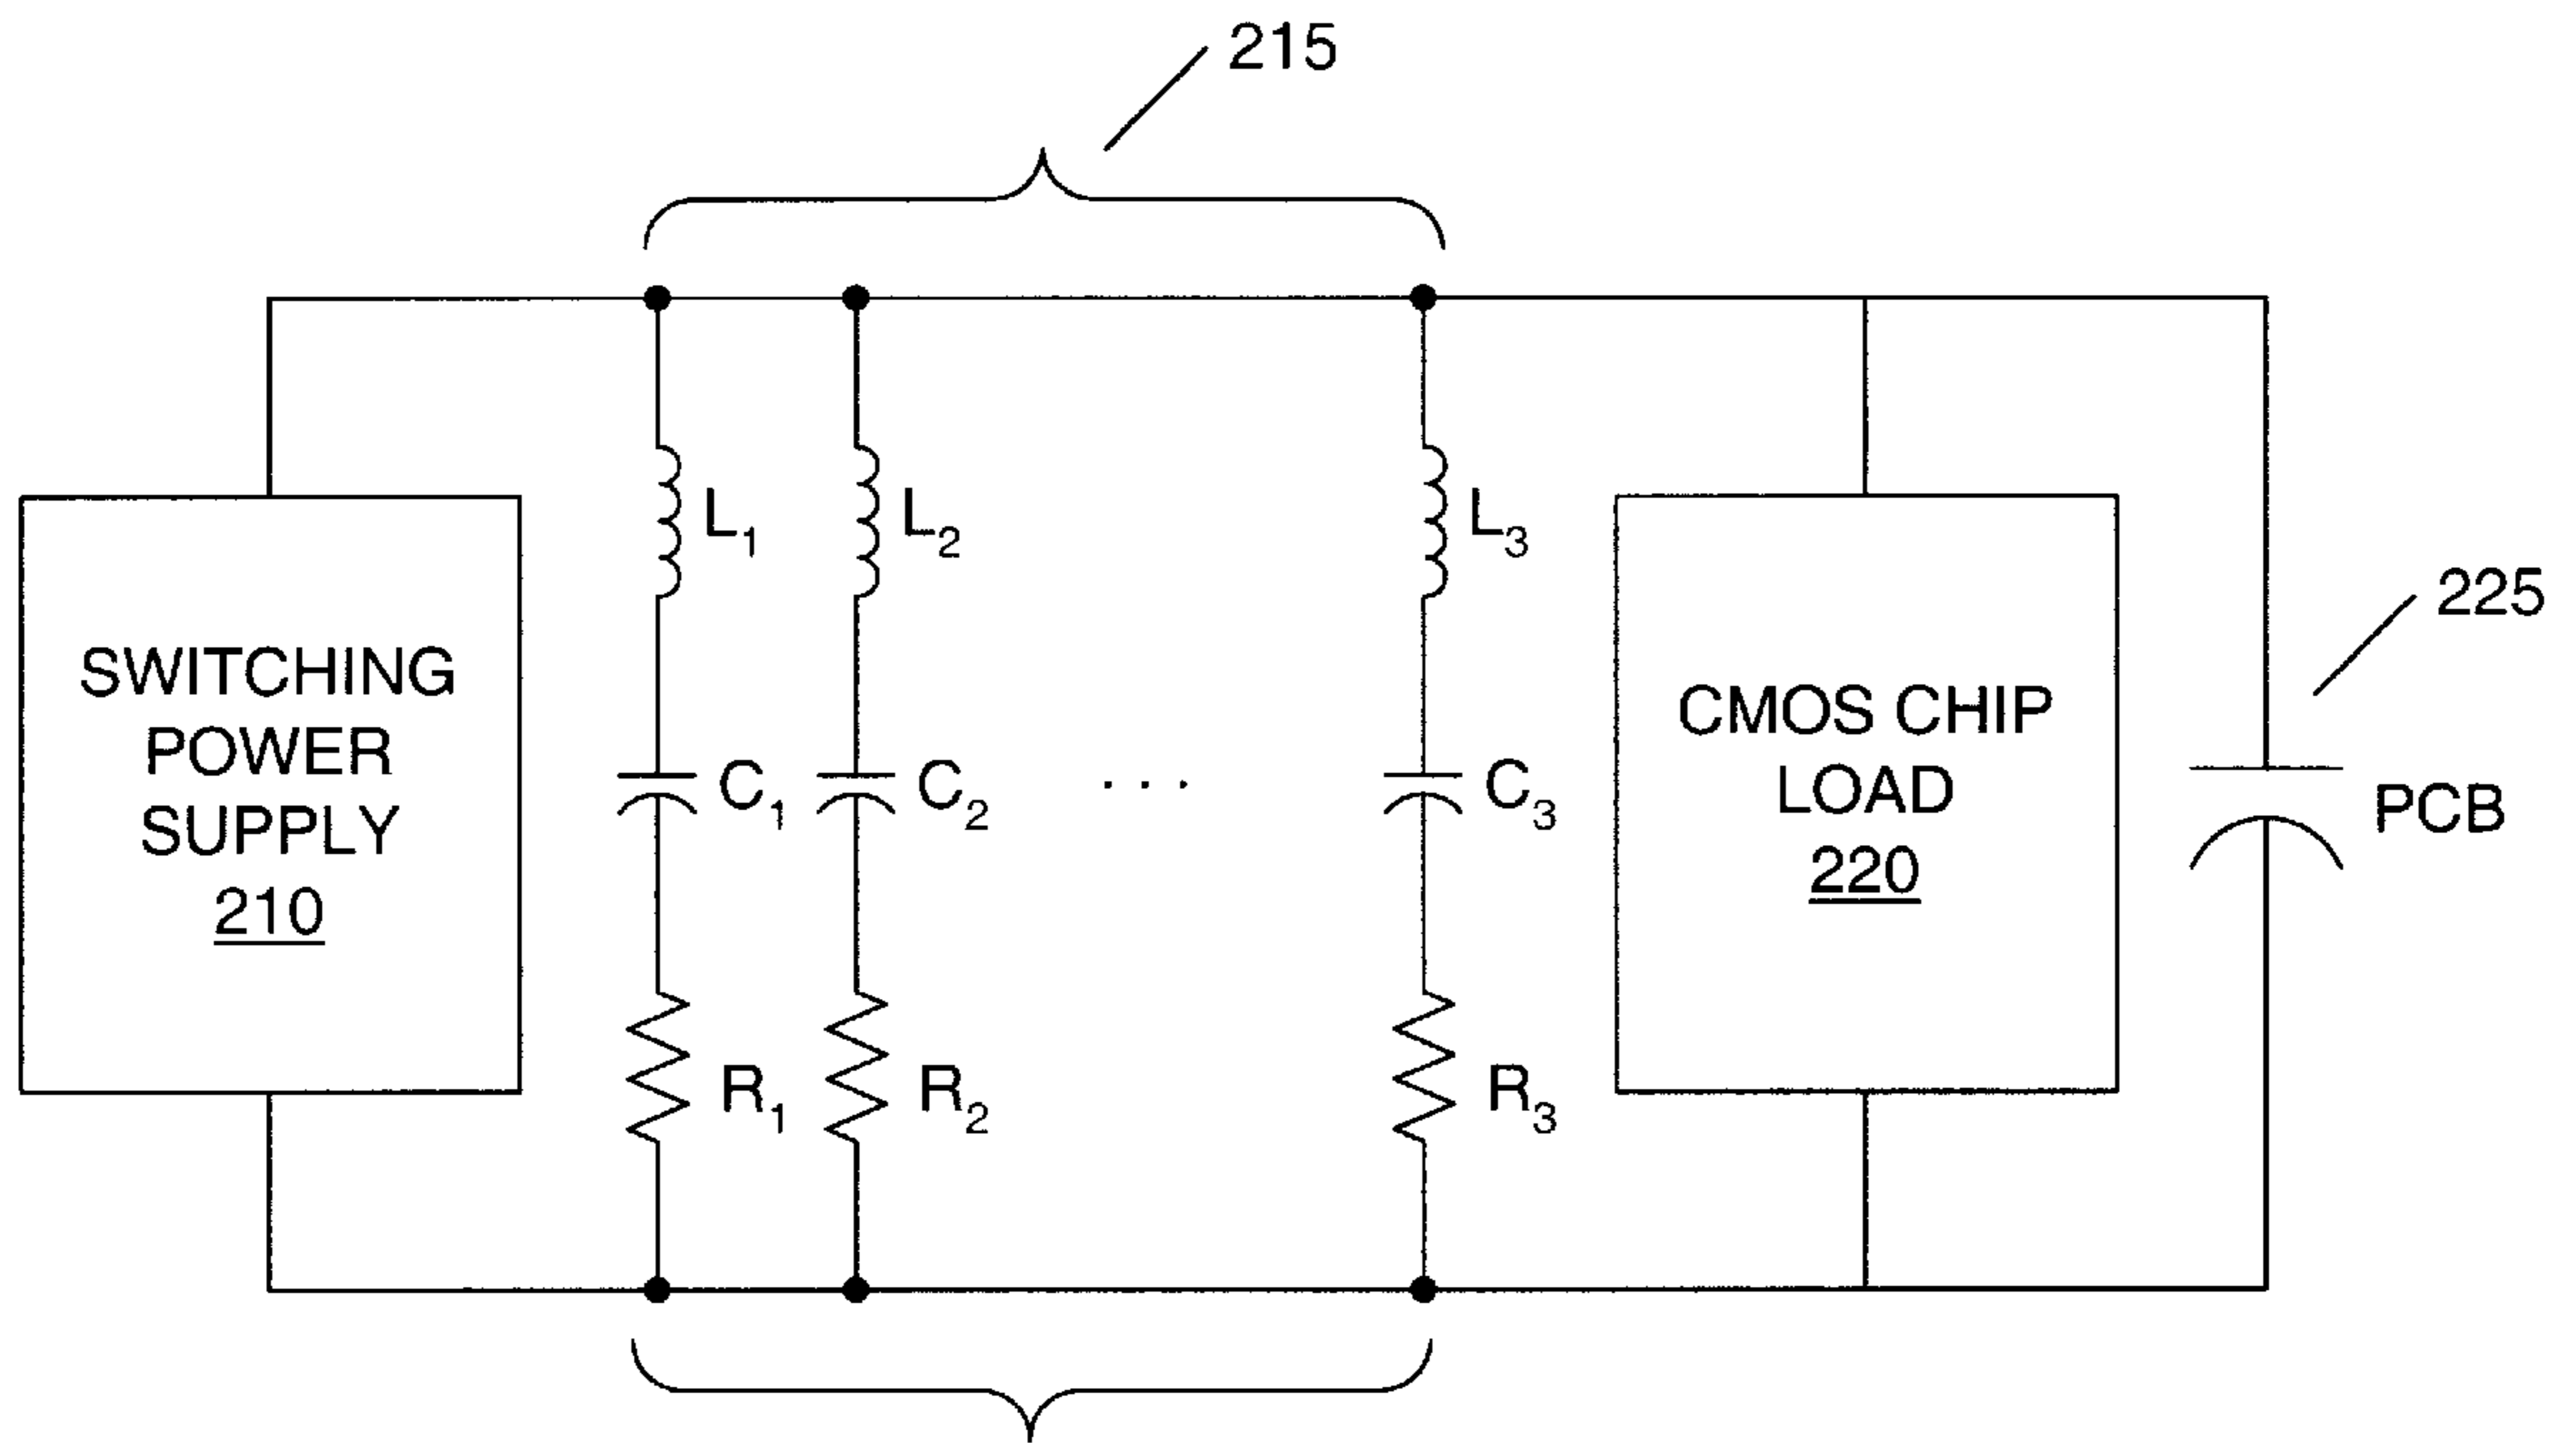 215
L1
L2
L3
225
SWITCHING
POWER
SUPPLY
210
CMOS CHIP
LOAD
220
C1
C2
. . .
C3
PCB
R1
R2
R3